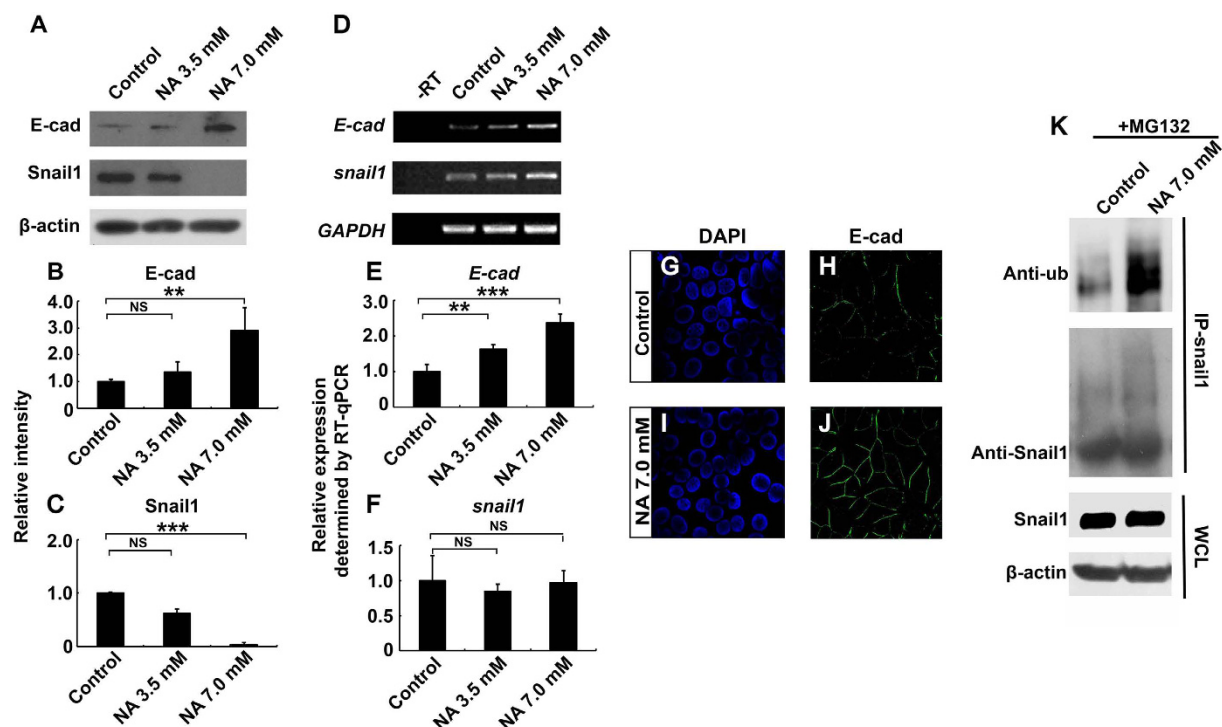 A
Control
NA 3.5 mM
NA 7.0 mM
E-cad
Snail1
β-actin
B
E-cad
4.0
3.0
2.0
1.0
0
**
NS
Control
NA 3.5 mM
NA 7.0 mM
Relative intensity
C
Snail1
2.0
1.0
0
***
NS
Control
NA 3.5 mM
NA 7.0 mM
D
-RT
Control
NA 3.5 mM
NA 7.0 mM
E-cad
snail1
GAPDH
E
E-cad
3.0
2.0
1.0
0
***
**
Control
NA 3.5 mM
NA 7.0 mM
Relative expression
determined by RT-qPCR
F
snail1
1.5
1.0
0.5
0
NS
NS
Control
NA 3.5 mM
NA 7.0 mM
DAPI
E-cad
Control
G
H
NA 7.0 mM
I
J
K
+MG132
Control
NA 7.0 mM
Anti-ub
Anti-Snail1
IP-snail1
Snail1
β-actin
WCL